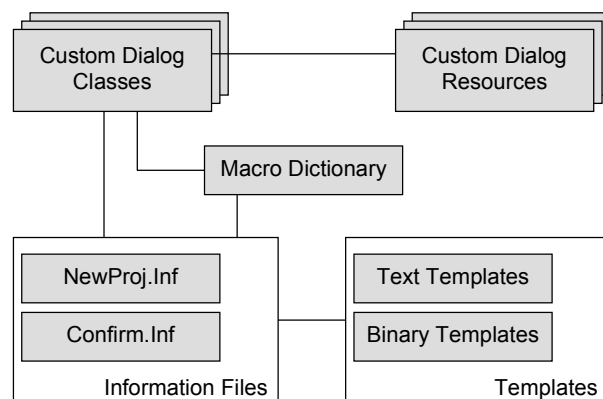 Custom Dialog
Classes
Custom Dialog
Resources
Macro Dictionary
NewProj.Inf
Confirm.Inf
Information Files
Text Templates
Binary Templates
Templates